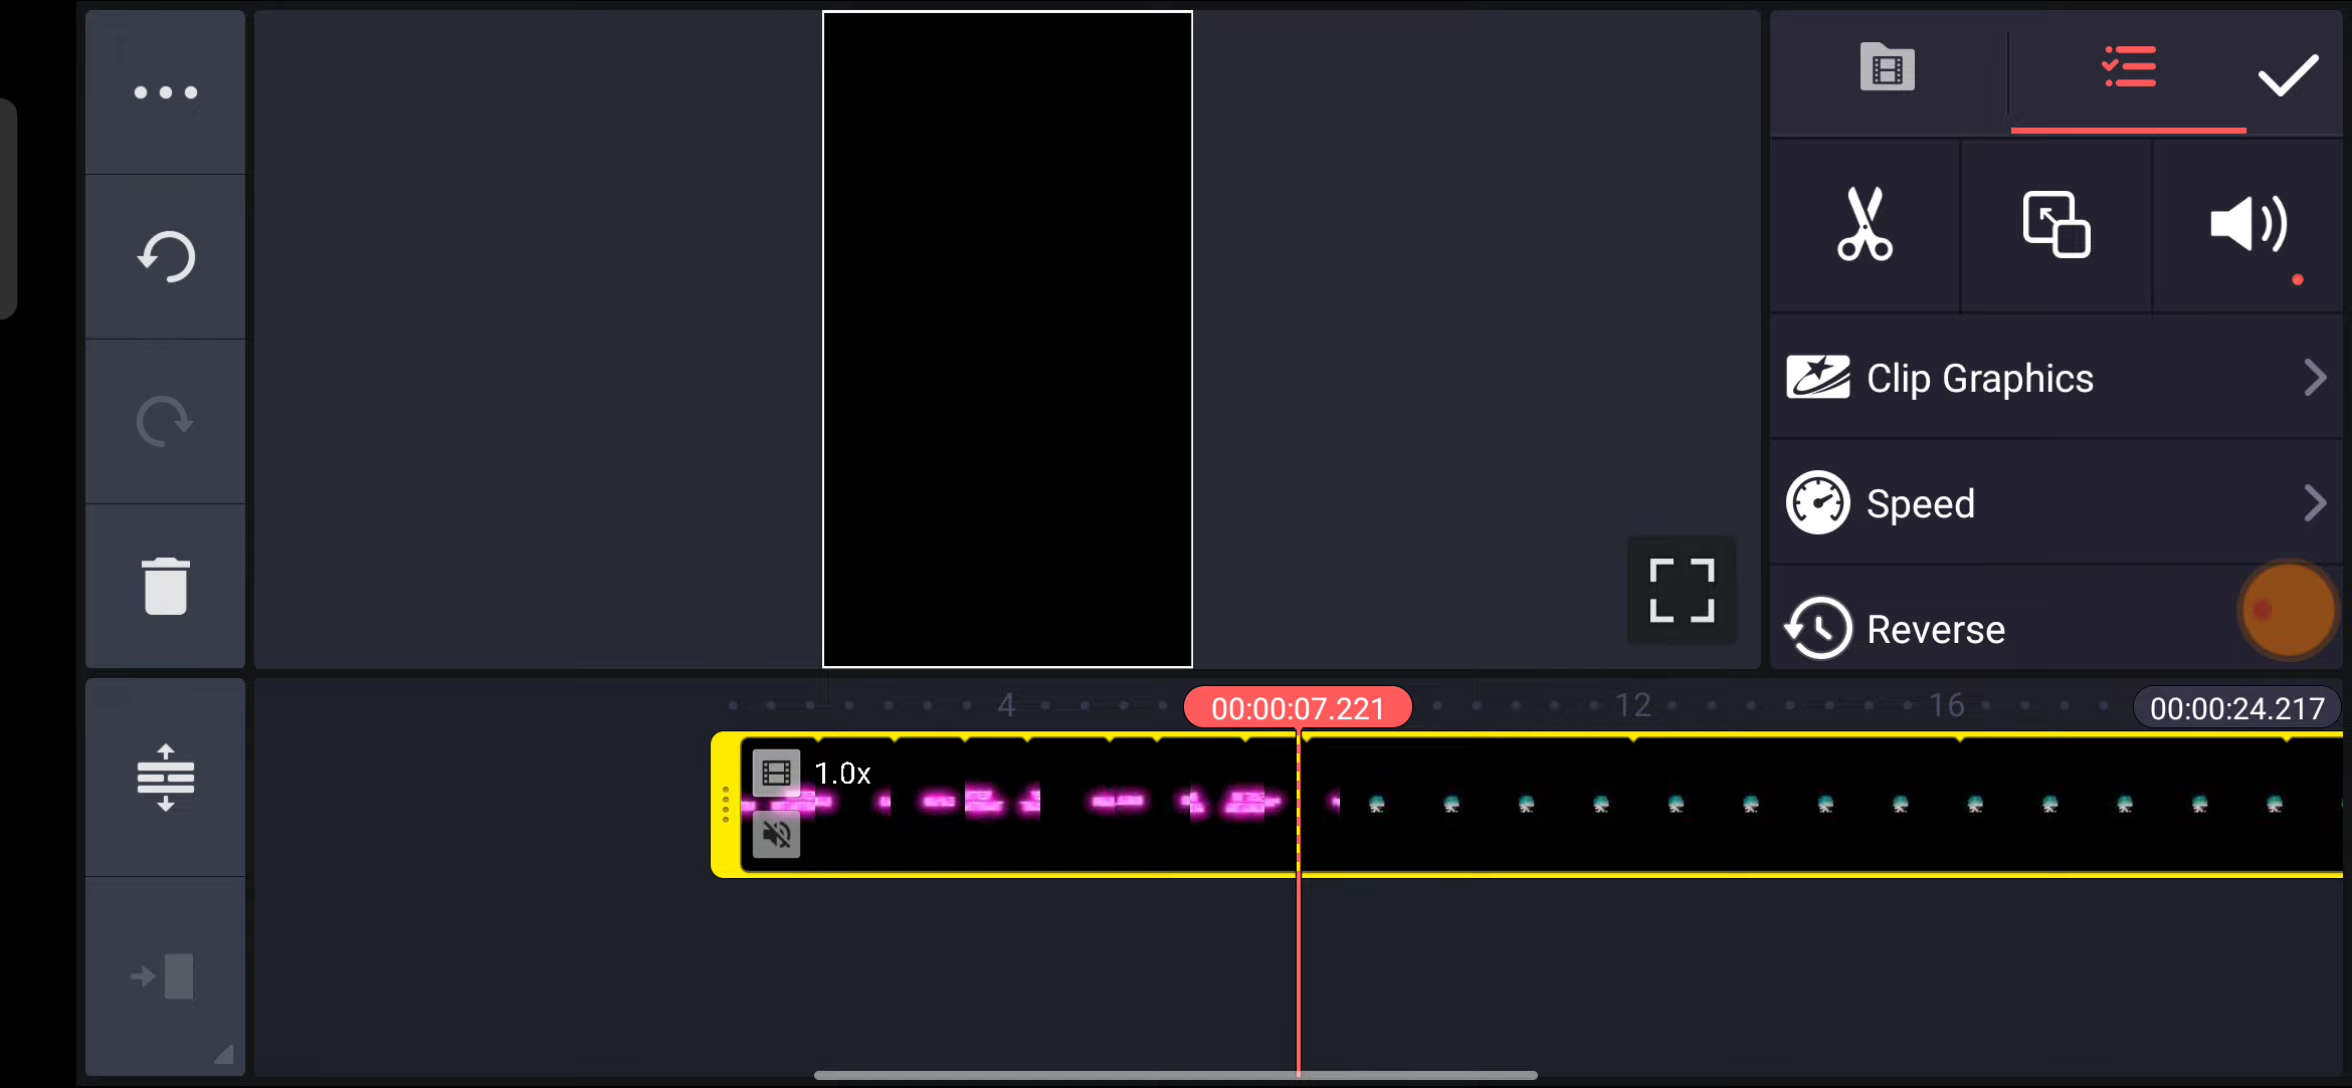 Clip Graphics
Speed
Reverse
4
00:00:07.221
12
16
00:00:24.217
1.0x